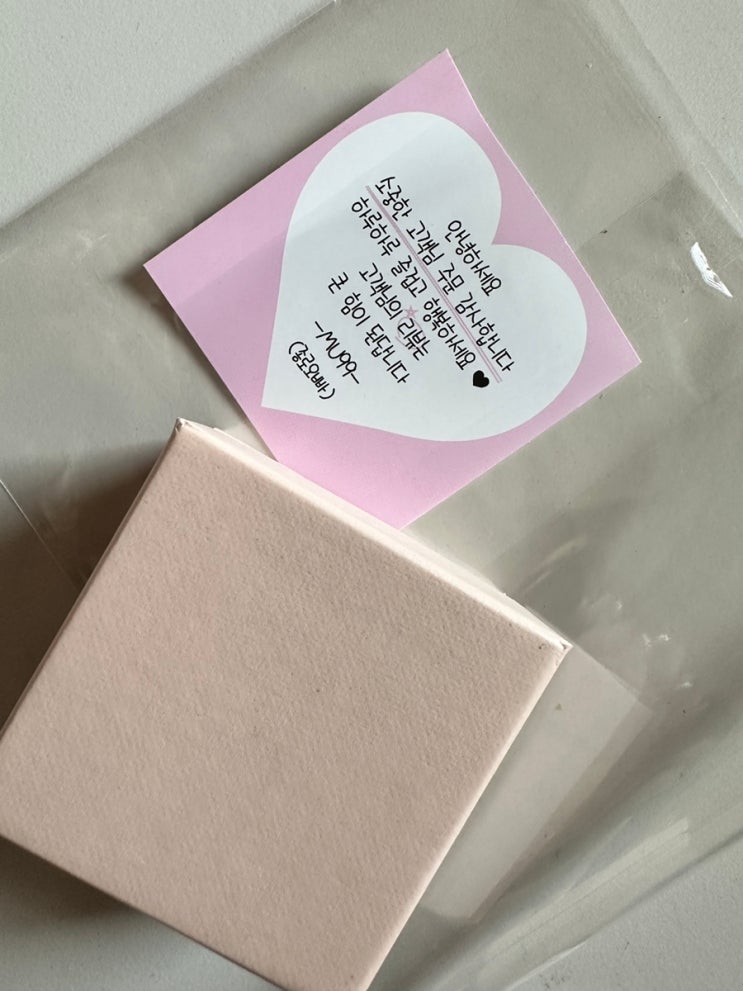 안녕하세요
소중한 고객님 주문 감사합니다
하루하루 즐겁고 행복하세요
고객님의 리뷰는
큰 힘이 된답니다